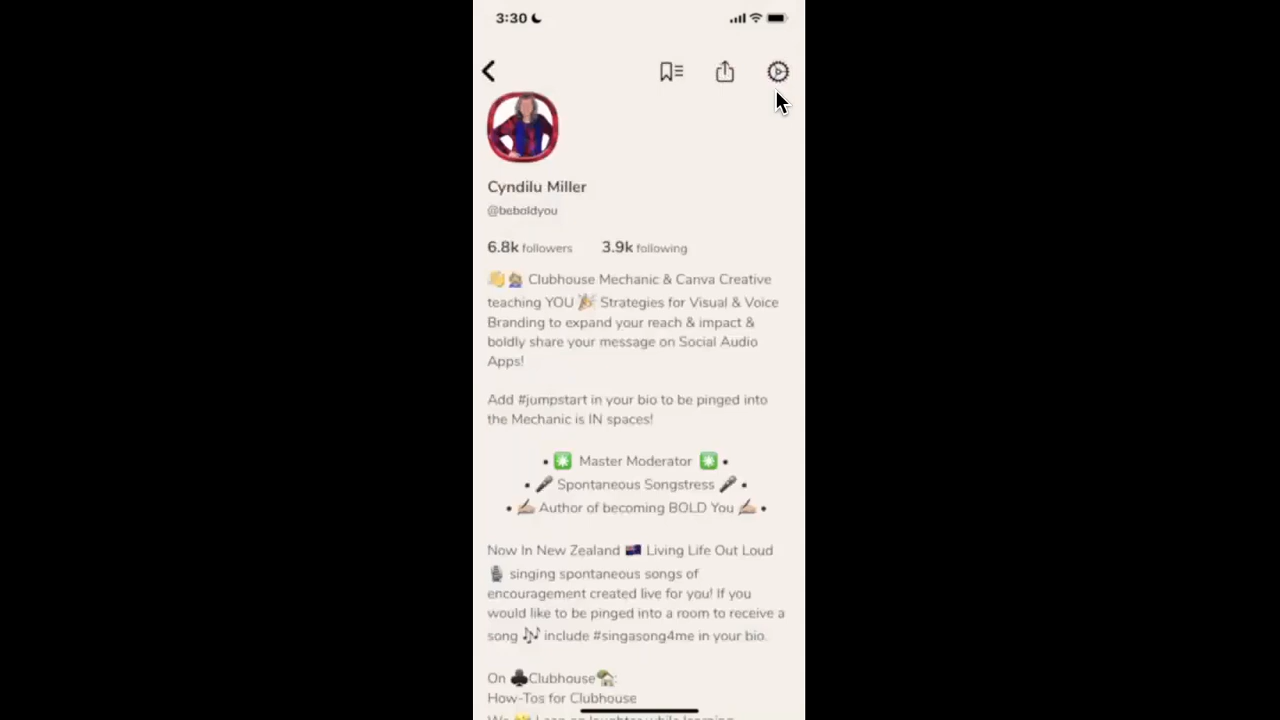 3:30
Cyndilu Miller
@beboldyou
6.8k followers 3.9k following
👋👩🏼‍🔧 Clubhouse Mechanic & Canva Creative
teaching YOU 🎉 Strategies for Visual & Voice
Branding to expand your reach & impact &
boldly share your message on Social Audio
Apps!
Add #jumpstart in your bio to be pinged into
the Mechanic is IN spaces!
• ✳️ Master Moderator ✳️ •
• 🎤 Spontaneous Songstress 🎤 •
• ✍🏼 Author of becoming BOLD You ✍🏼 •
Now In New Zealand 🇳🇿 Living Life Out Loud
🎙️ singing spontaneous songs of
encouragement created live for you! If you
would like to be pinged into a room to receive a
song 🎶 include #singasong4me in your bio.
On ♣️Clubhouse🏡:
How-Tos for Clubhouse